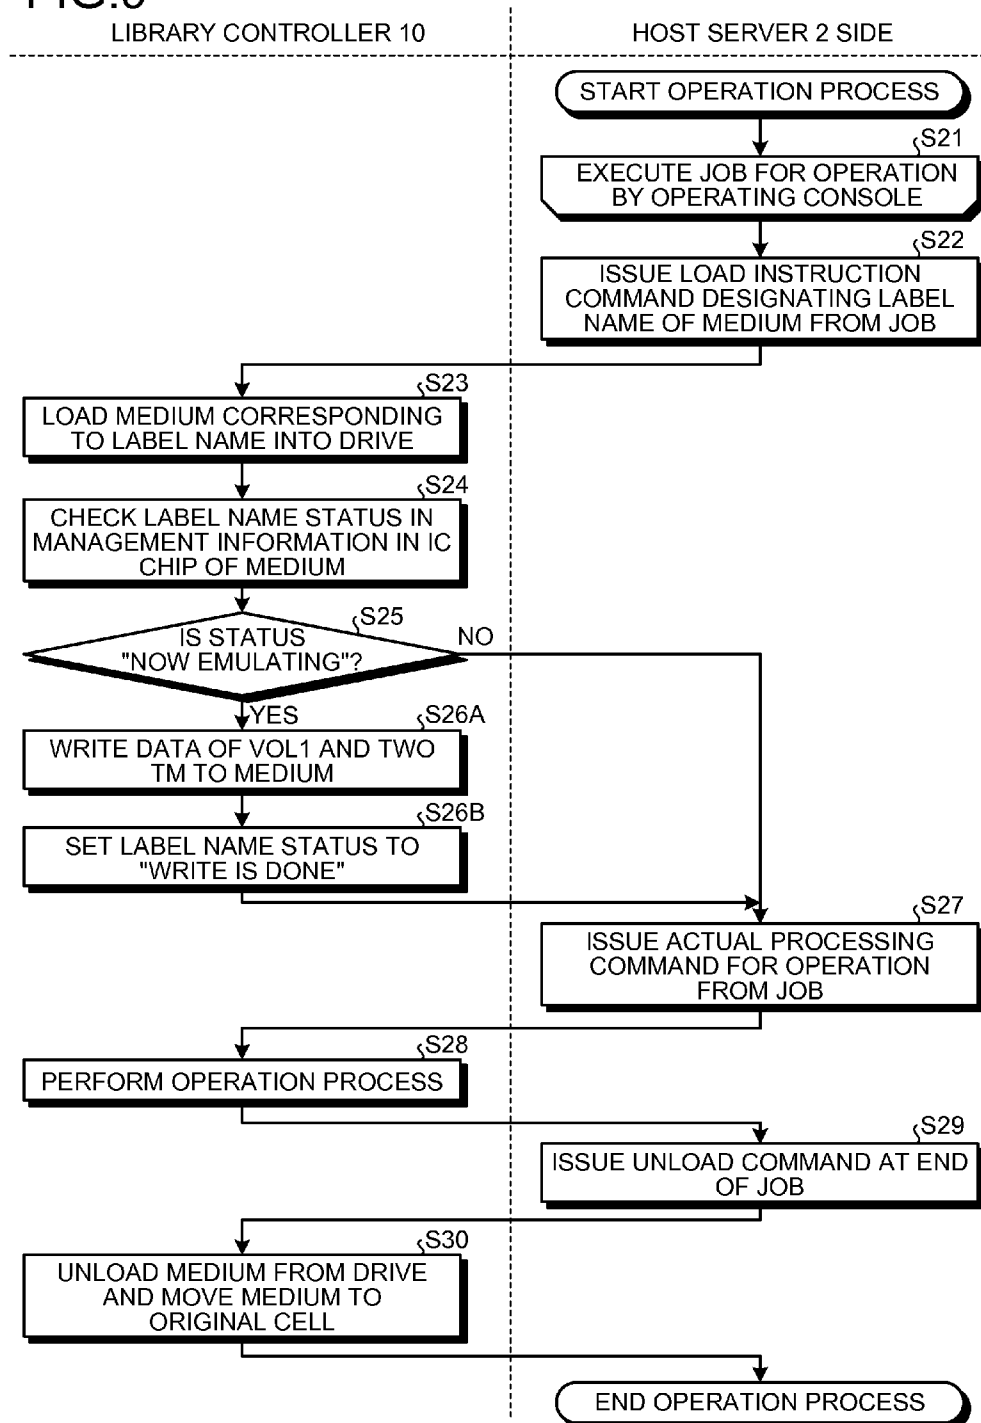 FIG.
LIBRARY CONTROLLER 10
HOST SERVER 2 SIDE
START OPERATION PROCESS
S21
EXECUTE JOB FOR OPERATION
BY OPERATING CONSOLE
S22
ISSUE LOAD INSTRUCTION
COMMAND DESIGNATING LABEL
NAME OF MEDIUM FROM JOB
S23
LOAD MEDIUM CORRESPONDING
TO LABEL NAME INTO DRIVE
S24
CHECK LABEL NAME STATUS IN
MANAGEMENT INFORMATION IN IC
CHIP OF MEDIUM
S25
IS STATUS
"NOW EMULATING"?
NO
YES
S26A
WRITE DATA OF VOL1 AND TWO
TM TO MEDIUM
S26B
SET LABEL NAME STATUS TO
"WRITE IS DONE"
S27
ISSUE ACTUAL PROCESSING
COMMAND FOR OPERATION
FROM JOB
S28
PERFORM OPERATION PROCESS
S29
ISSUE UNLOAD COMMAND AT END
OF JOB
S30
UNLOAD MEDIUM FROM DRIVE
AND MOVE MEDIUM TO
ORIGINAL CELL
END OPERATION PROCESS